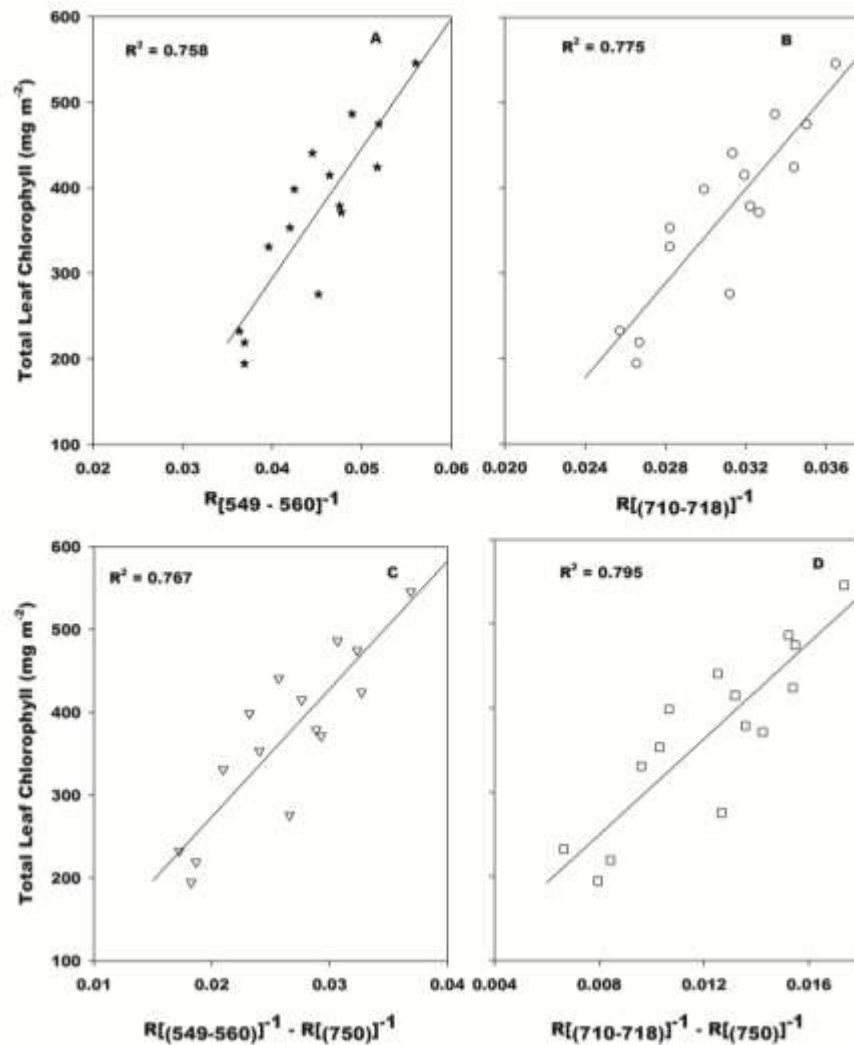 600
500
400
300
200
100
Total Leaf Chlorophyll (mg m⁻²)
R² = 0.758
A
0.02 0.03 0.04 0.05 0.06
R[549 - 560]⁻¹
R² = 0.775
B
0.020 0.024 0.028 0.032 0.036
R[(710-718)]⁻¹
600
500
400
300
200
100
Total Leaf Chlorophyll (mg m⁻²)
R² = 0.767
C
0.01 0.02 0.03 0.04
R[(549-560)]⁻¹ - R[(750)]⁻¹
R² = 0.795
D
0.004 0.008 0.012 0.016
R[(710-718)]⁻¹ - R[(750)]⁻¹